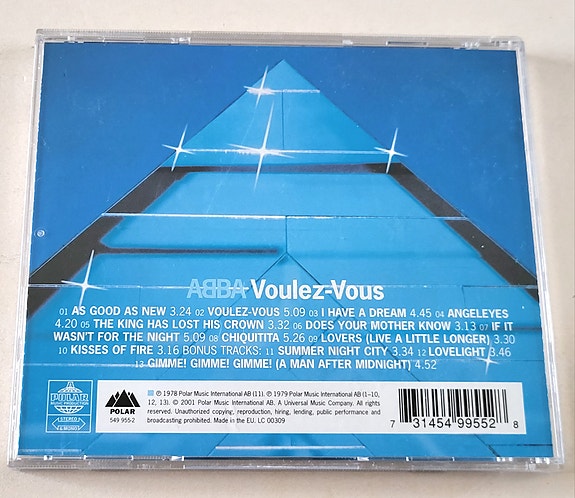 ABBA Voulez-Vous
01 AS GOOD AS NEW 3.24 02 VOULEZ-VOUS 5.09 03 I HAVE A DREAM 4.45 04 ANGELEYES
4.20 05 THE KING HAS LOST HIS CROWN 3.32 06 DOES YOUR MOTHER KNOW 3.13 07 IF IT
WASN'T FOR THE NIGHT 5.09 08 CHIQUITITA 5.26 09 LOVERS (LIVE A LITTLE LONGER) 3.30
10 KISSES OF FIRE 3.16 BONUS TRACKS: 11 SUMMER NIGHT CITY 3.34 12 LOVELIGHT 3.46
13 GIMME! GIMME! GIMME! (A MAN AFTER MIDNIGHT) 4.52
POLAR
MUSIC PRODUCTION
STEREO
& MONO
POLAR
549 955-2
℗ 1978 Polar Music International AB (11). ℗ 1979 Polar Music International AB (1–10,
12, 13). © 2001 Polar Music International AB, A Universal Music Company. All rights
reserved. Unauthorized copying, reproduction, hiring, lending, public performance and
broadcasting prohibited. Made in the EU. LC 00309
7 31454 99552 8